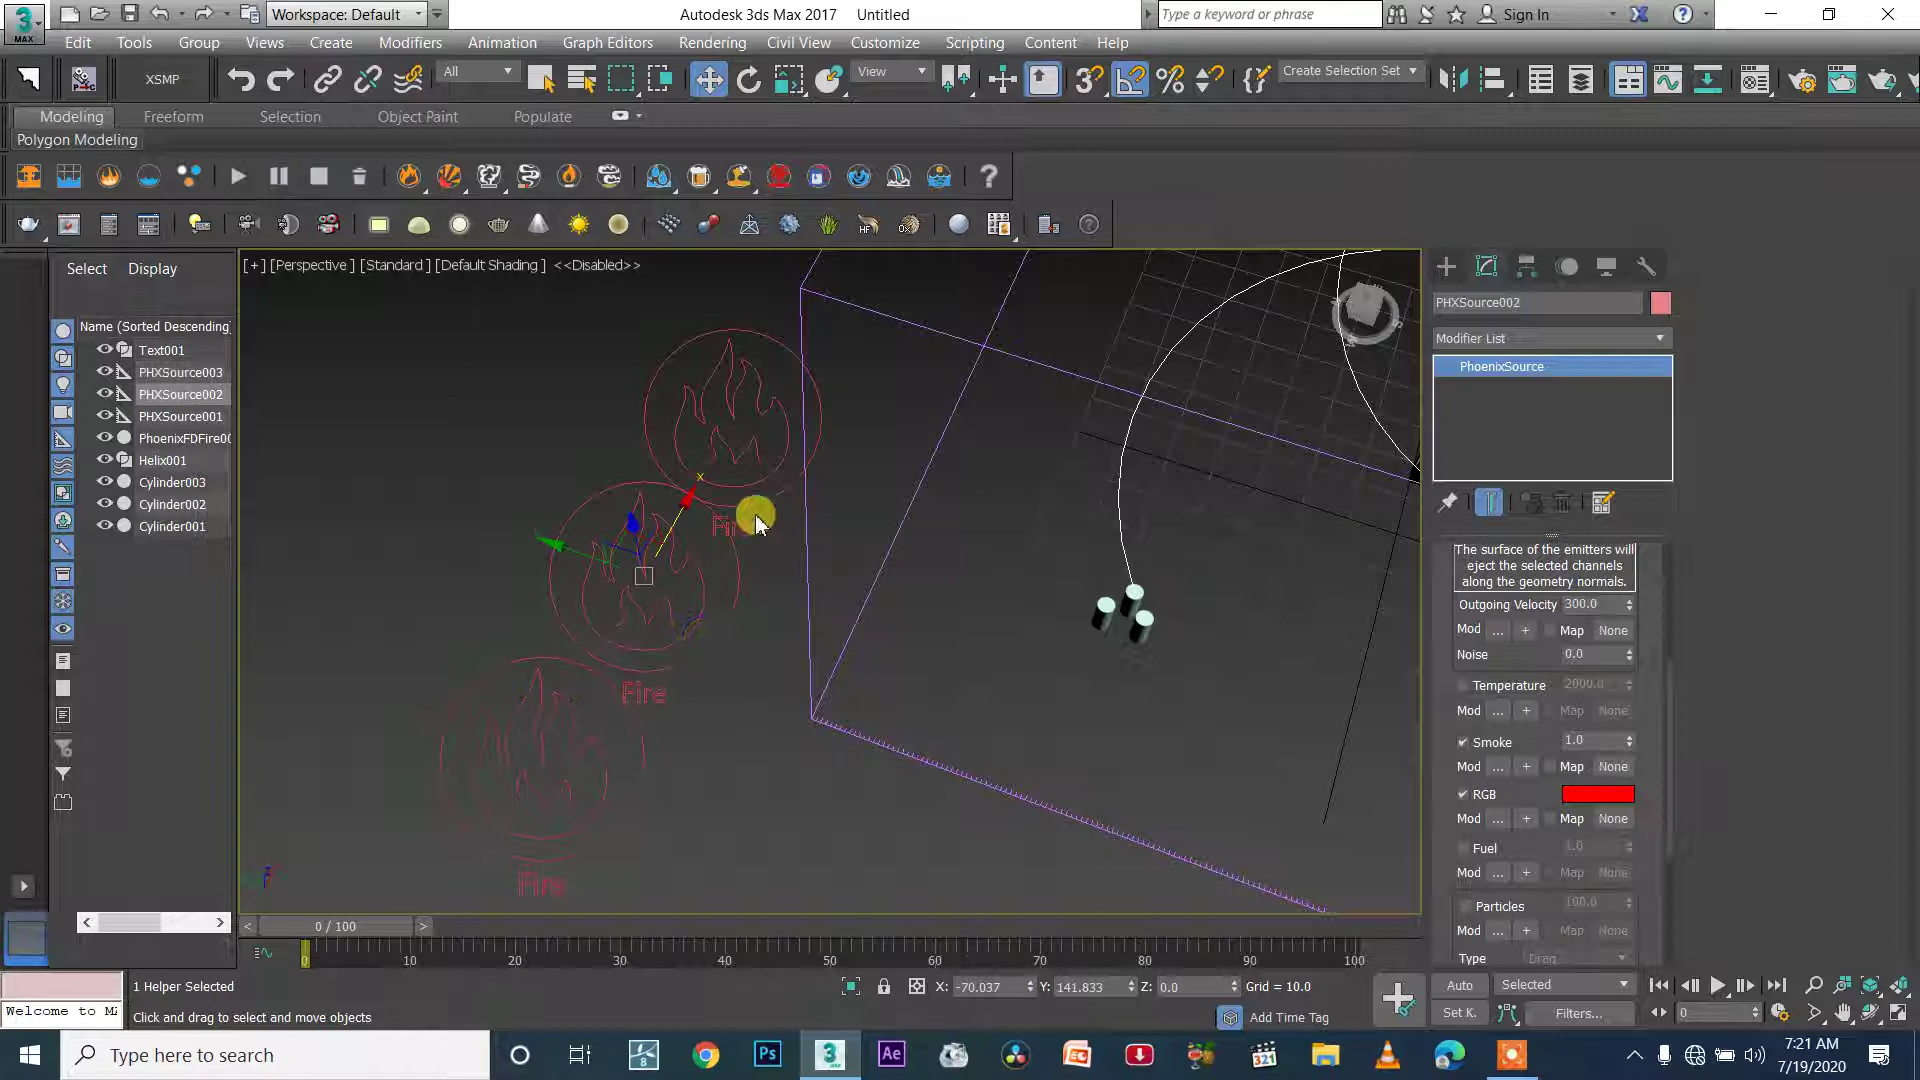 Workspace: Default
Autodesk 3ds Max 2017 Untitled
Type a keyword or phrase
Sign In
MAX
Edit Tools Group Views Create Modifiers Animation Graph Editors Rendering Civil View Customize Scripting Content Help
XSMP
All
View
Create Selection Set
Modeling Freeform Selection Object Paint Populate
Polygon Modeling
Select Display
[+] [Perspective ] [Standard ] [Default Shading ] <<Disabled>>
Name (Sorted Descending)
Text001
PHXSource003
PHXSource002
PHXSource001
PhoenixFDFire00
Helix001
Cylinder003
Cylinder002
Cylinder001
x
Fire
Fire
PHXSource002
Modifier List
PhoenixSource
The surface of the emitters will
eject the selected channels
along the geometry normals.
Outgoing Velocity 300.0
Mod ... + Map None
Noise 0.0
Temperature 2000.0
Mod ... + Map None
Smoke 1.0
Mod ... + Map None
RGB
Mod ... + Map None
Fuel 1.0
Mod ... + Map None
Particles 100.0
Mod ... + Map None
Type Drag
0 / 100
0 10 20 30 40 50 60 70 80 90 100
1 Helper Selected
X: -70.037 Y: 141.833 Z: 0.0 Grid = 10.0
Auto Selected
Welcome to MA
Click and drag to select and move objects
Add Time Tag
Set K. Filters...
0
Type here to search
7:21 AM
7/19/2020